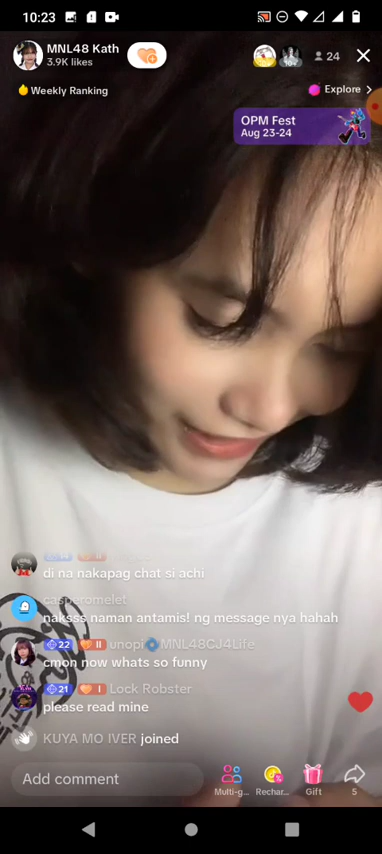 10:23
MNL48 Kath
3.9K likes
24
Weekly Ranking
Explore
OPM Fest
Aug 23-24
di na nakapag chat si achi
casperomelet
naksss naman antamis! ng message nya hahah
22 II unopi MNL48CJ4Life
cmon now whats so funny
21 I Lock Robster
please read mine
KUYA MO IVER joined
Add comment
Multi-g...
Rechar...
Gift
5